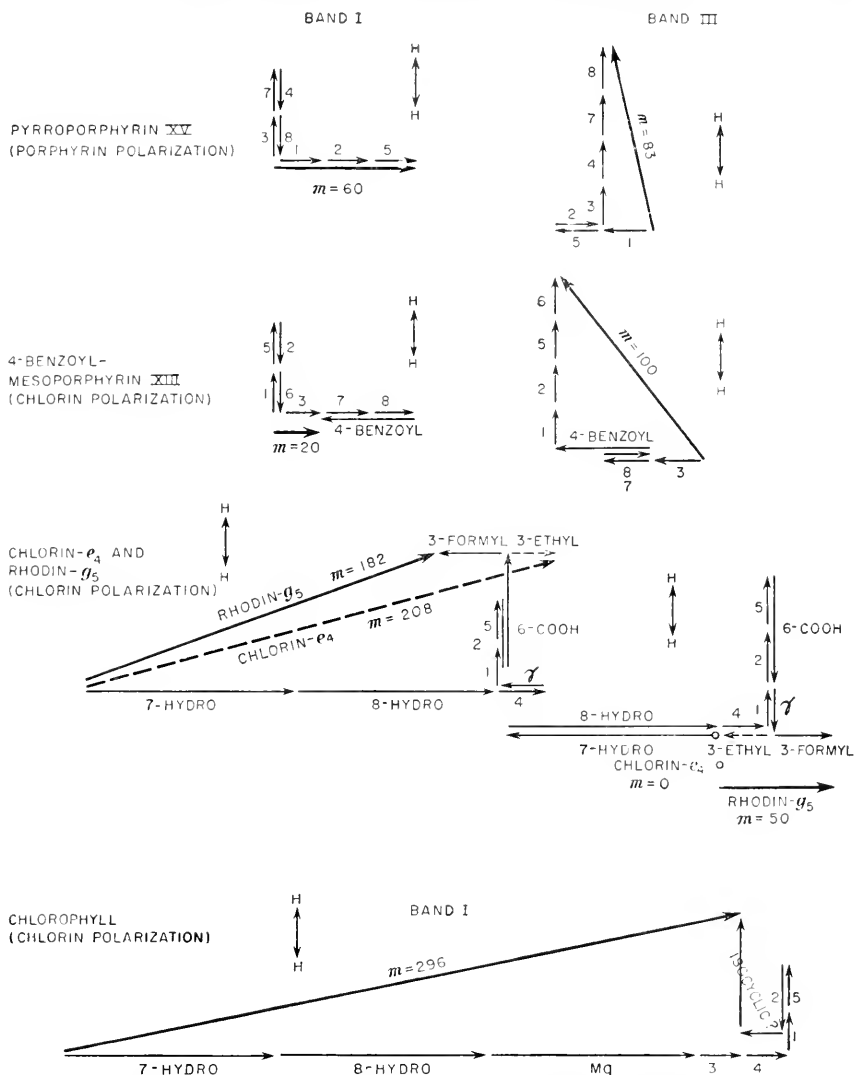 BAND I
BAND III
H
H
PYRROPORPHYRIN XV
(PORPHYRIN POLARIZATION)
7 4
3 8
1 2 5
m = 60
8
7
4
3
m = 83
2
5 1
H
H
4-BENZOYL-
MESOPORPHYRIN XIII
(CHLORIN POLARIZATION)
5 2
1 6
3 7 8
4-BENZOYL
m = 20
H
H
6
5
2
1
m = 100
4-BENZOYL
8
7
3
H
H
CHLORIN-e4 AND
RHODIN-g5
(CHLORIN POLARIZATION)
H
H
3-FORMYL 3-ETHYL
RHODIN-g5 m = 182
CHLORIN-e4 m = 208
5
2
1
6-COOH
γ
7-HYDRO 8-HYDRO 4
H
H
5
2
1
6-COOH
γ
8-HYDRO 4
7-HYDRO 3-ETHYL 3-FORMYL
CHLORIN-e4
m = 0
RHODIN-g5
m = 50
CHLOROPHYLL
(CHLORIN POLARIZATION)
H
H
BAND I
m = 296
ISOCYCLIC ?
2 5
1
7-HYDRO 8-HYDRO Mg 3 4